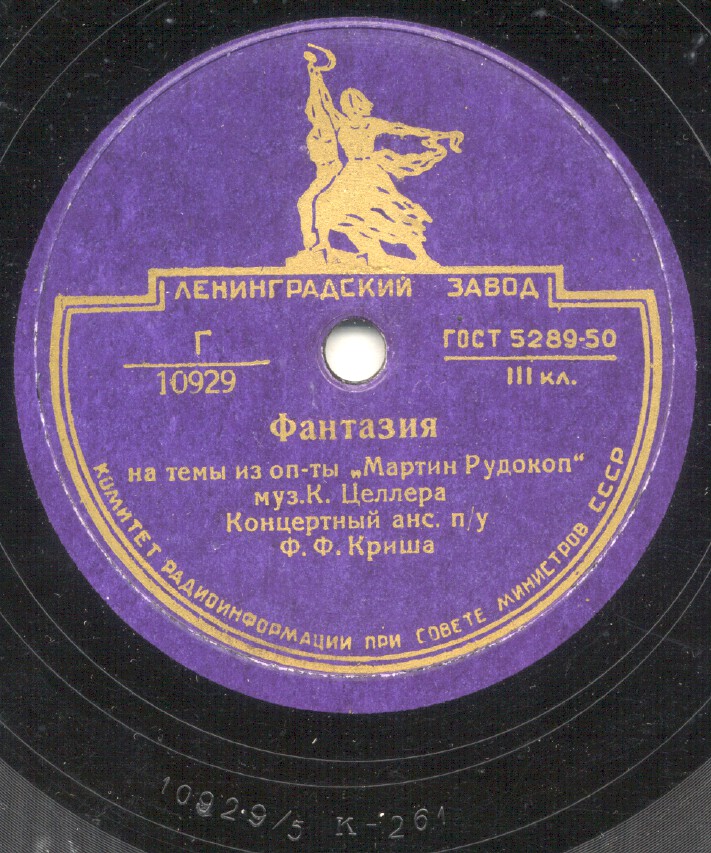 ЛЕНИНГРАДСКИЙ ЗАВОД
Г
10929
ГОСТ 5289-50
III кл.
Фантазия
на темы из оп-ты „Мартин Рудокоп“
муз.К. Целлера
Концертный анс. п/у
Ф. Ф. Криша
КОМИТЕТ РАДИОИНФОРМАЦИИ ПРИ СОВЕТЕ МИНИСТРОВ СССР
10929/5 К-261